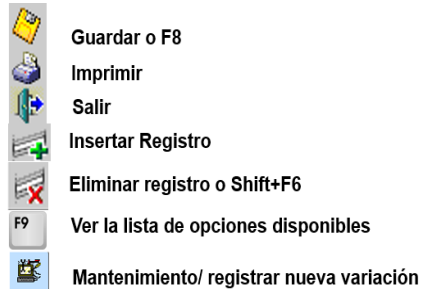 Guardar o F8
Imprimir
Salir
Insertar Registro
Eliminar registro o Shift+F6
F9 Ver la lista de opciones disponibles
Mantenimiento/ registrar nueva variación